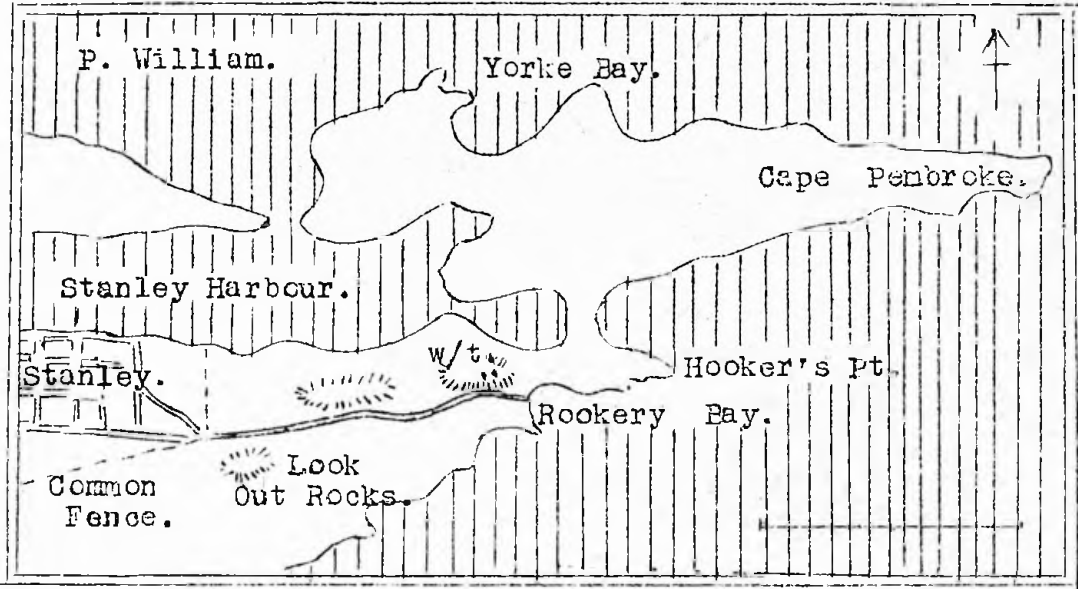 P. William.
Yorke Bay.
Cape Pembroke.
Stanley Harbour.
w/t
Stanley.
Hooker's Pt
Rookery Bay.
Look
Out Rocks.
Common
Fence.